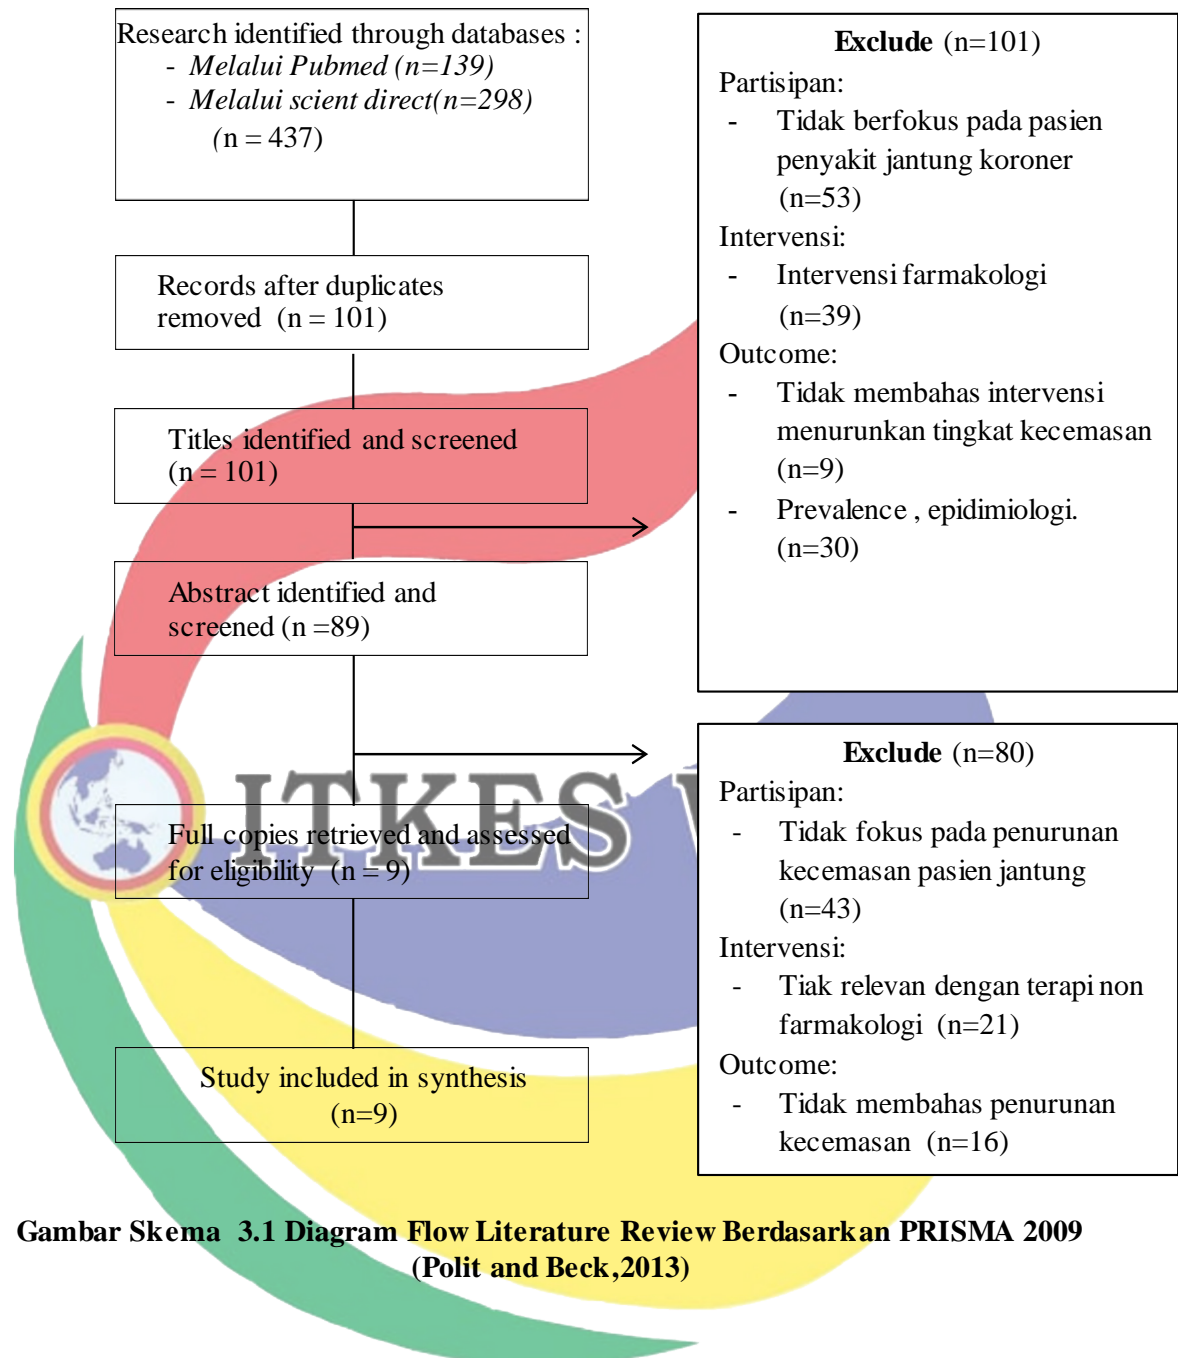 Research identified through databases :
- Melalui Pubmed (n=139)
- Melalui scient direct(n=298)
(n = 437)
Records after duplicates
removed (n = 101)
Titles identified and screened
(n = 101)
Abstract identified and
screened (n =89)
Full copies retrieved and assessed
for eligibility (n = 9)
Study included in synthesis
(n=9)
Exclude (n=101)
Partisipan:
- Tidak berfokus pada pasien
penyakit jantung koroner
(n=53)
Intervensi:
- Intervensi farmakologi
(n=39)
Outcome:
- Tidak membahas intervensi
menurunkan tingkat kecemasan
(n=9)
- Prevalence , epidimiologi.
(n=30)
Exclude (n=80)
Partisipan:
- Tidak fokus pada penurunan
kecemasan pasien jantung
(n=43)
Intervensi:
- Tiak relevan dengan terapi non
farmakologi (n=21)
Outcome:
- Tidak membahas penurunan
kecemasan (n=16)
ITKES
Gambar Skema 3.1 Diagram Flow Literature Review Berdasarkan PRISMA 2009
(Polit and Beck,2013)